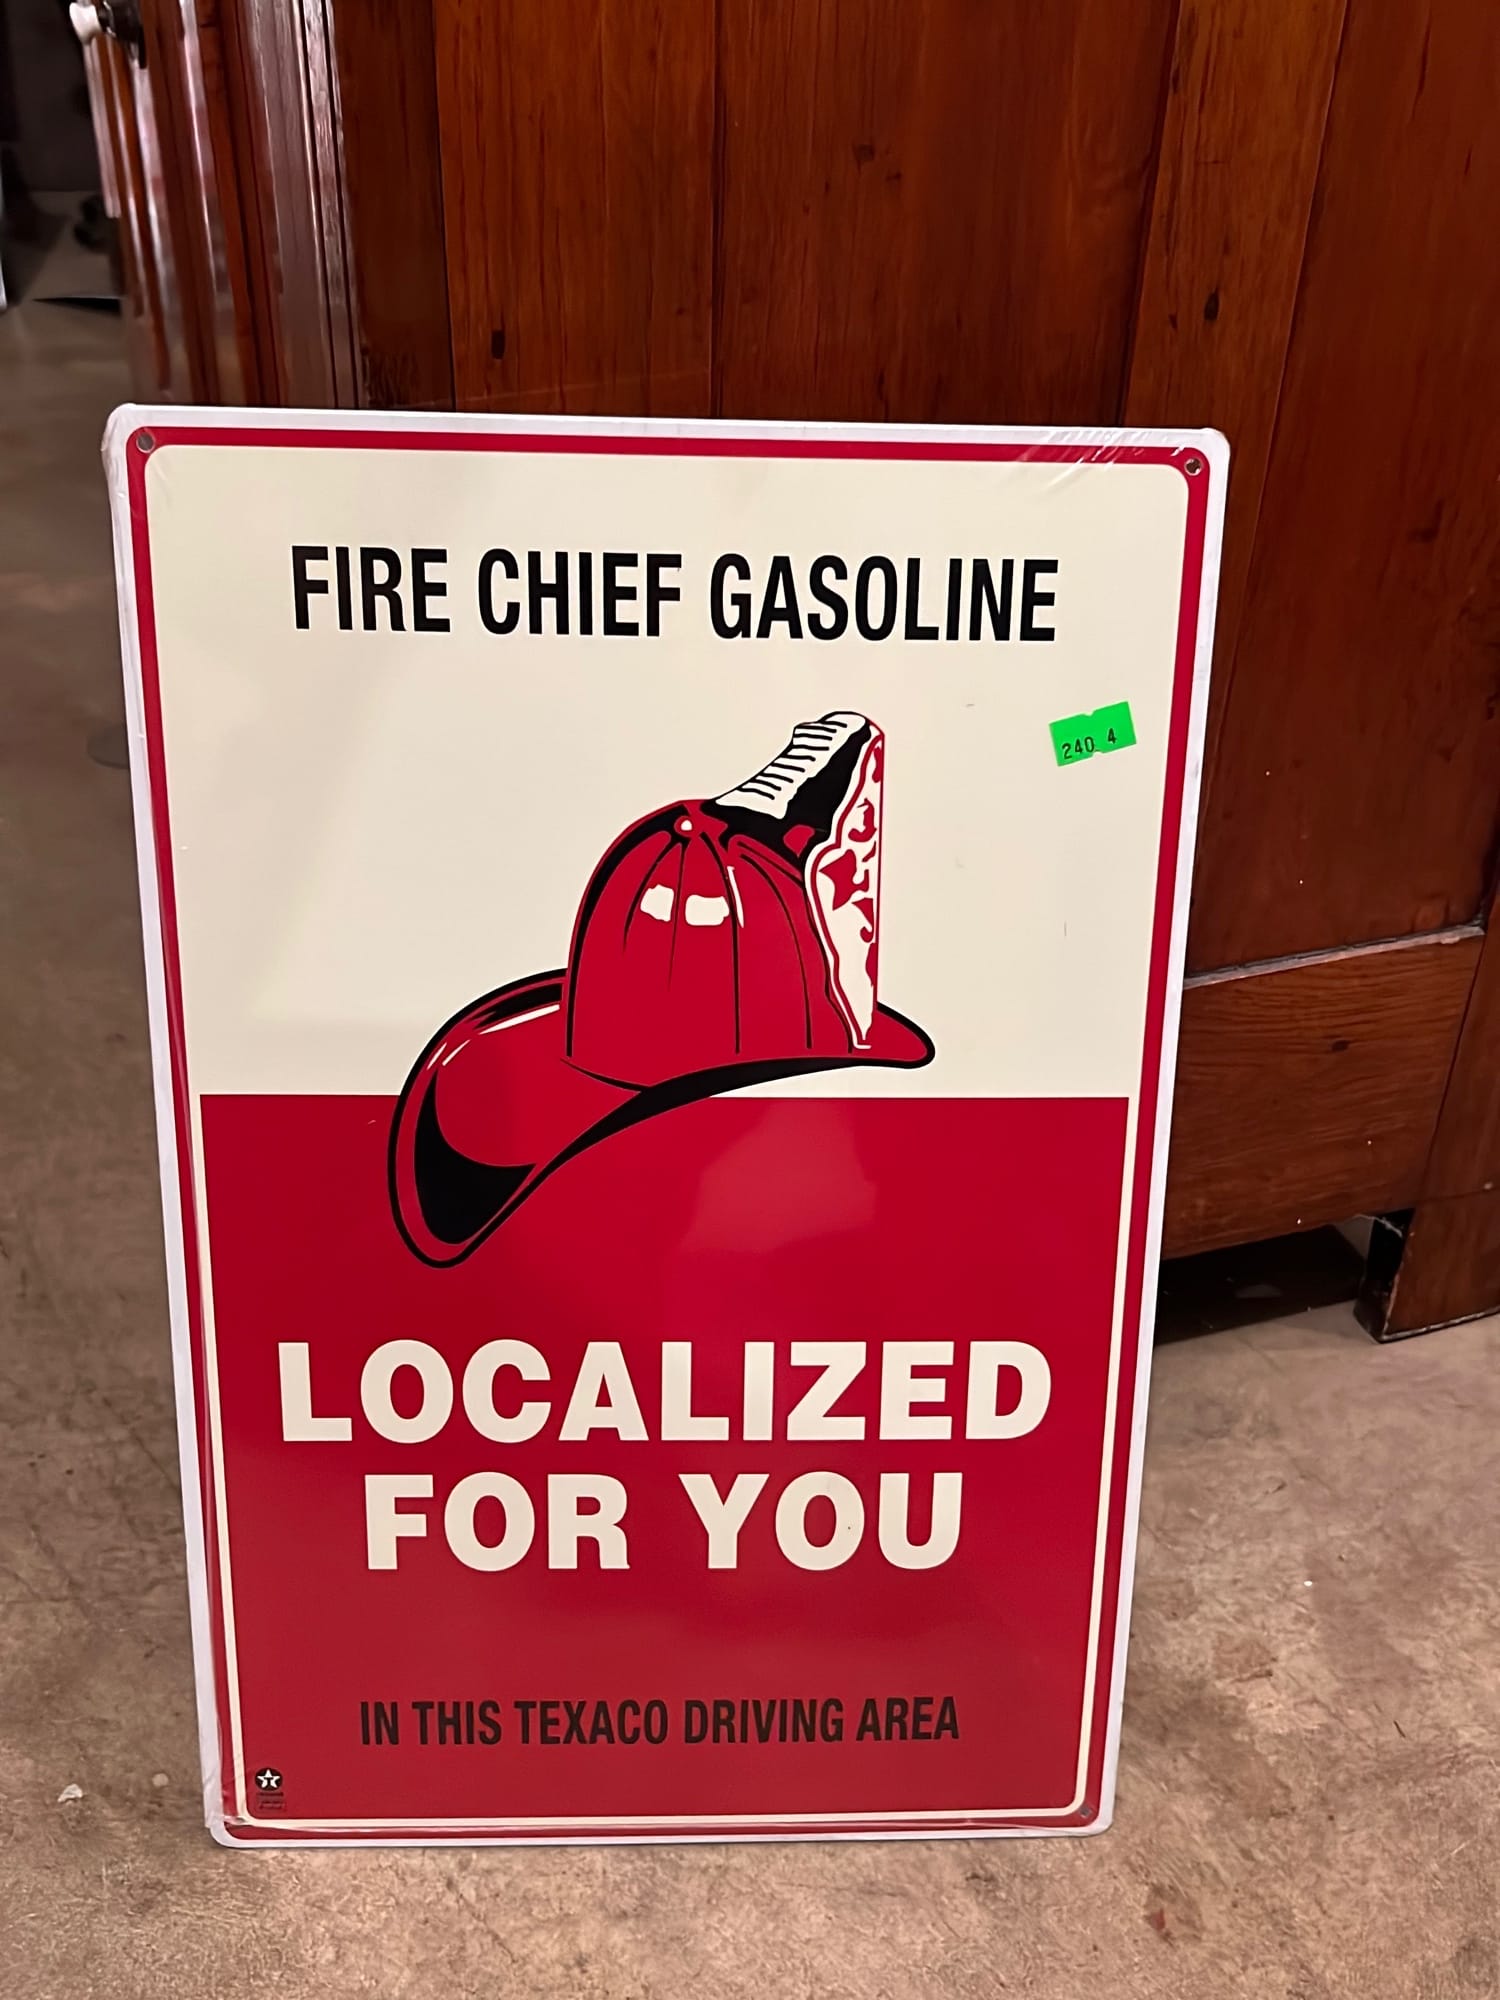 FIRE CHIEF GASOLINE
240 4
LOCALIZED
FOR YOU
IN THIS TEXACO DRIVING AREA